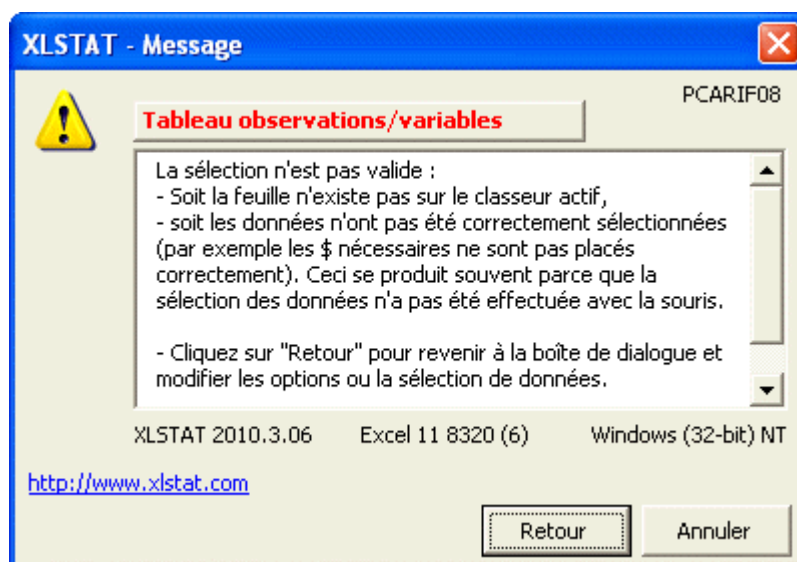 XLSTAT - Message
PCARIF08
Tableau observations/variables
La sélection n'est pas valide :
- Soit la feuille n'existe pas sur le classeur actif,
- soit les données n'ont pas été correctement sélectionnées
(par exemple les $ nécessaires ne sont pas placés
correctement). Ceci se produit souvent parce que la
sélection des données n'a pas été effectuée avec la souris.
- Cliquez sur "Retour" pour revenir à la boîte de dialogue et
modifier les options ou la sélection de données.
XLSTAT 2010.3.06 Excel 11 8320 (6) Windows (32-bit) NT
http://www.xlstat.com
Retour Annuler